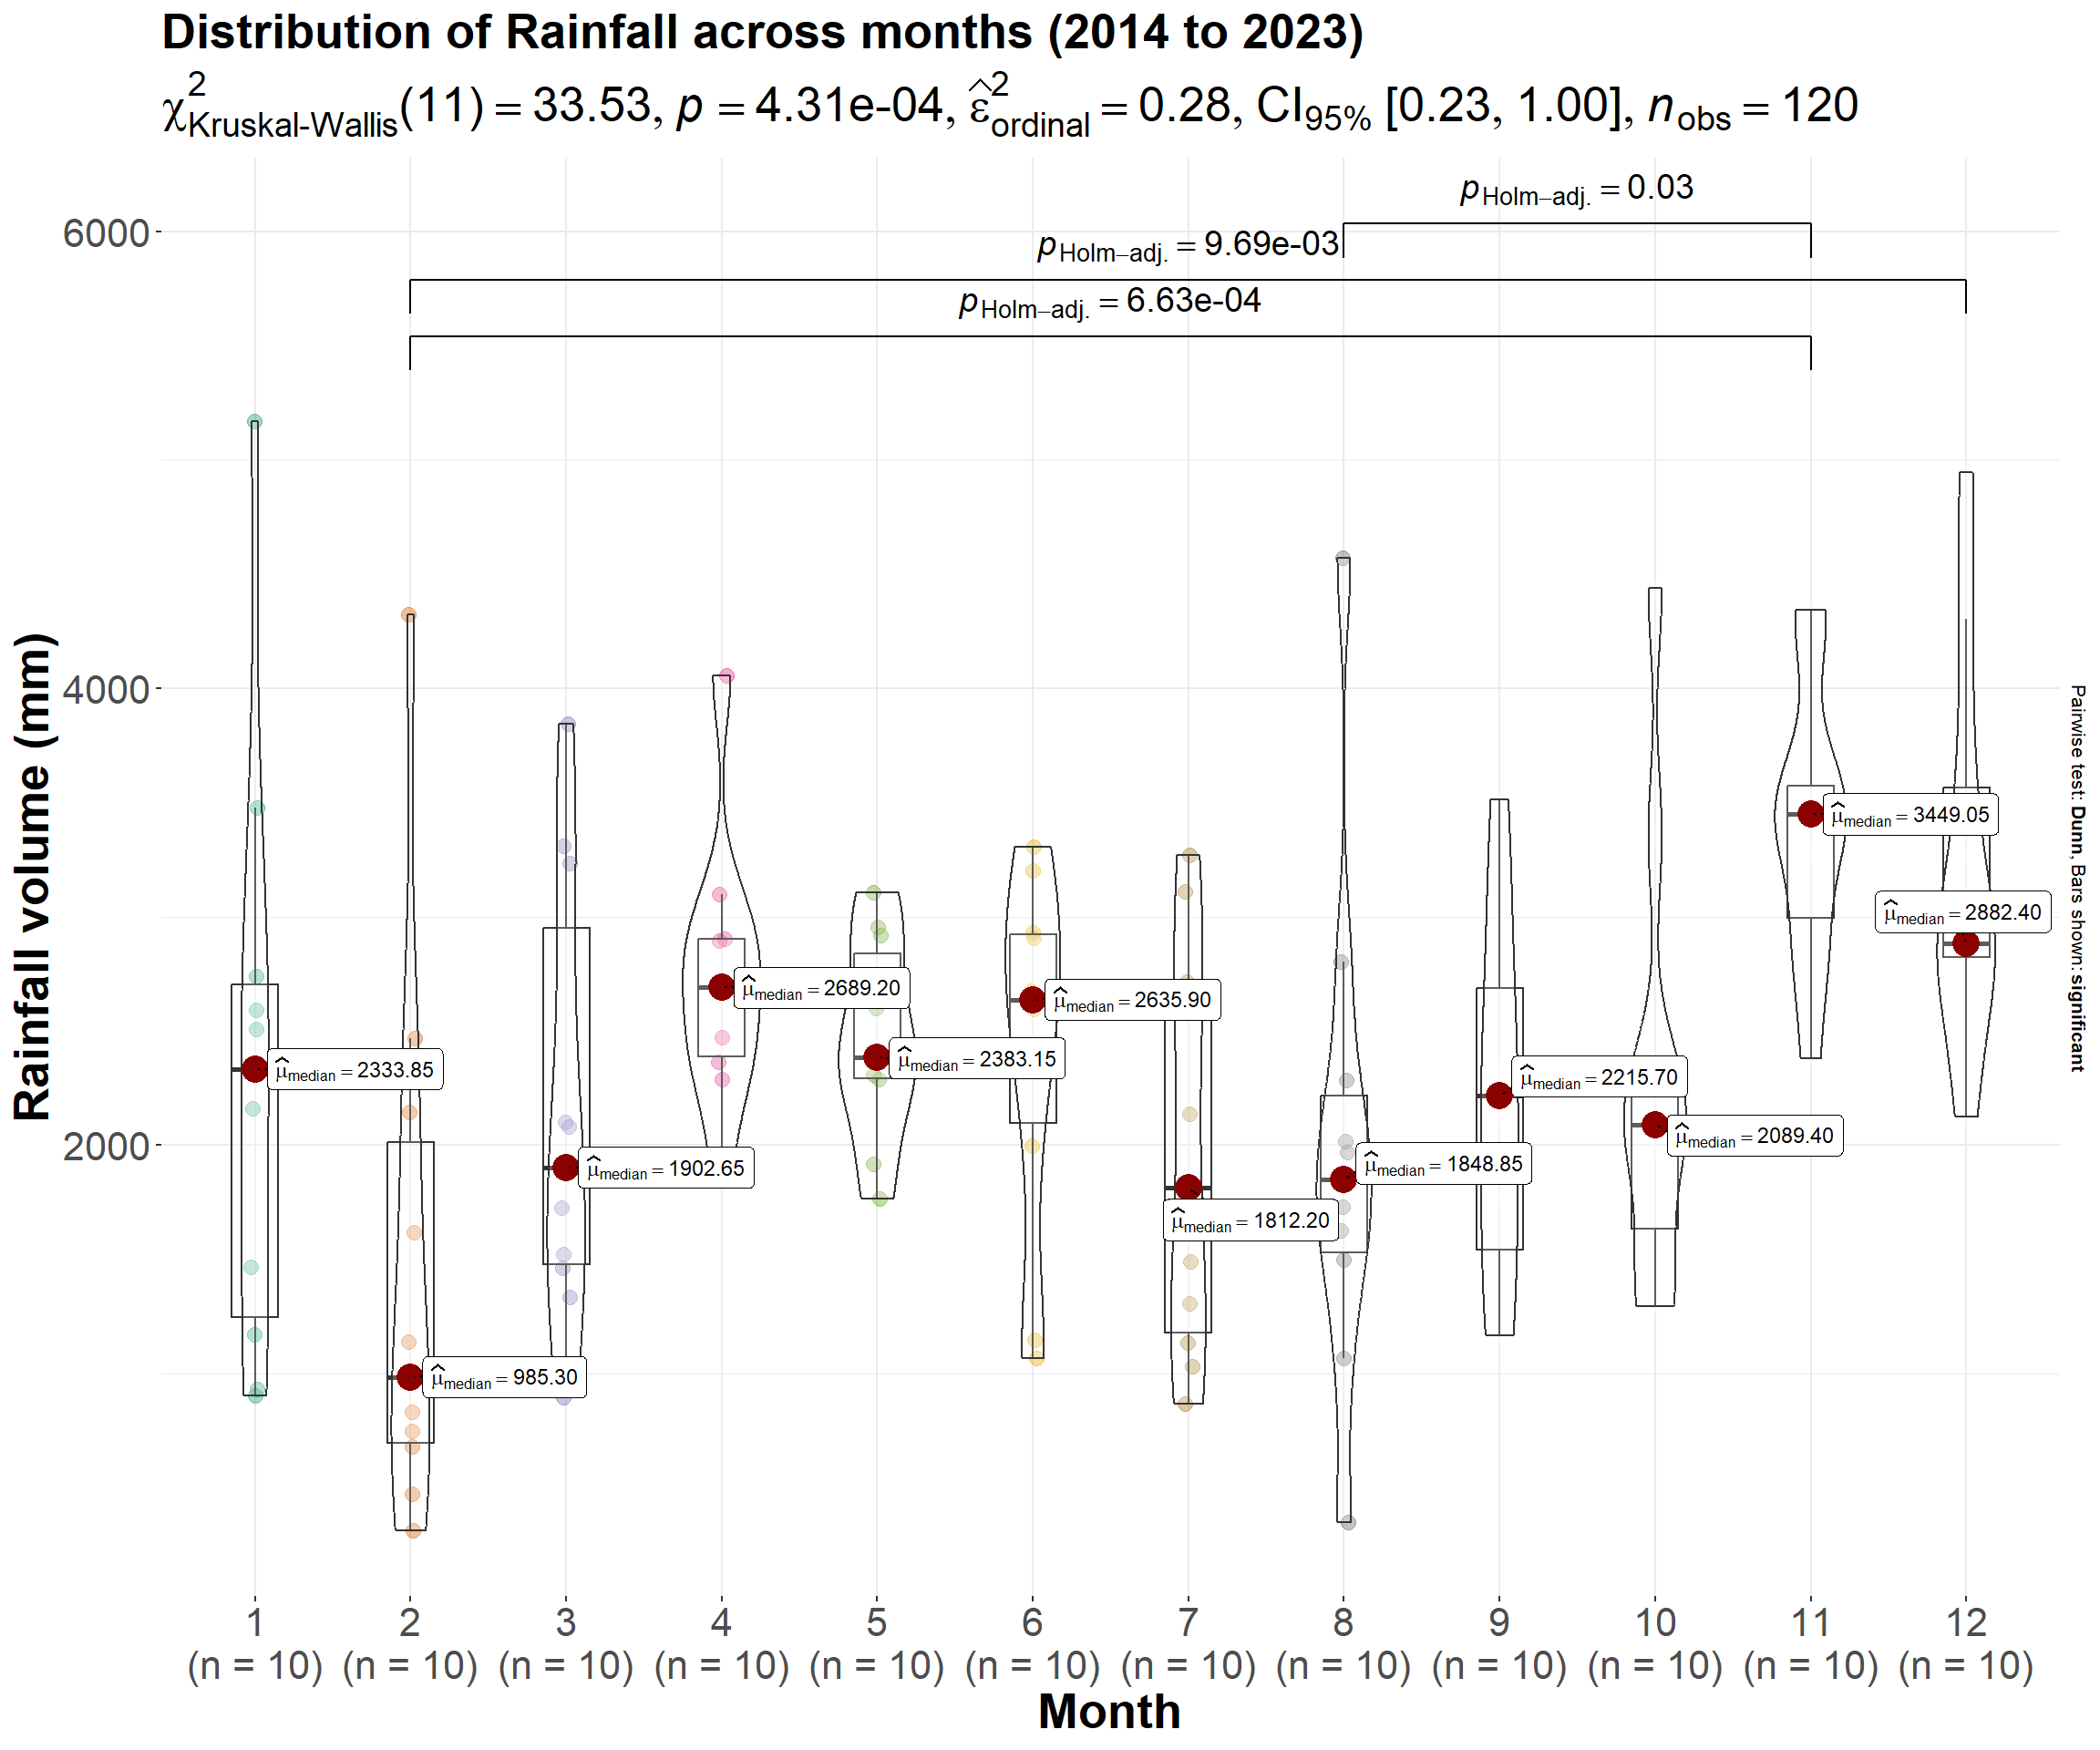 Distribution of Rainfall across months (2014 to 2023)
χ²Kruskal-Wallis(11) = 33.53, p = 4.31e-04, ε̂²ordinal = 0.28, CI95% [0.23, 1.00], nobs = 120
pHolm–adj. = 0.03
6000
pHolm–adj. = 9.69e-03
pHolm–adj. = 6.63e-04
4000
2000
Rainfall volume (mm)
μ̂median = 2333.85
μ̂median = 985.30
μ̂median = 1902.65
μ̂median = 2689.20
μ̂median = 2383.15
μ̂median = 2635.90
μ̂median = 1812.20
μ̂median = 1848.85
μ̂median = 2215.70
μ̂median = 2089.40
μ̂median = 3449.05
μ̂median = 2882.40
Pairwise test: Dunn, Bars shown: significant
1 2 3 4 5 6 7 8 9 10 11 12
(n = 10) (n = 10) (n = 10) (n = 10) (n = 10) (n = 10) (n = 10) (n = 10) (n = 10) (n = 10) (n = 10) (n = 10)
Month